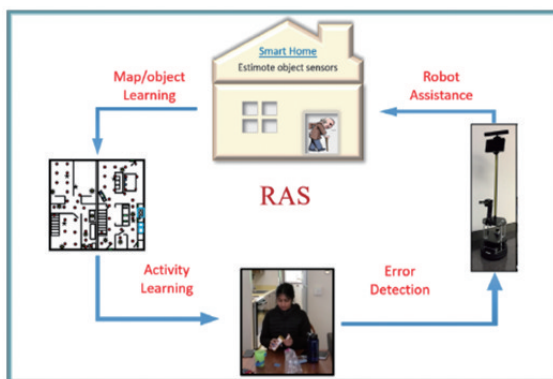 Smart Home
Estimote object sensors
Map/object
Learning
Robot
Assistance
RAS
Activity
Learning
Error
Detection